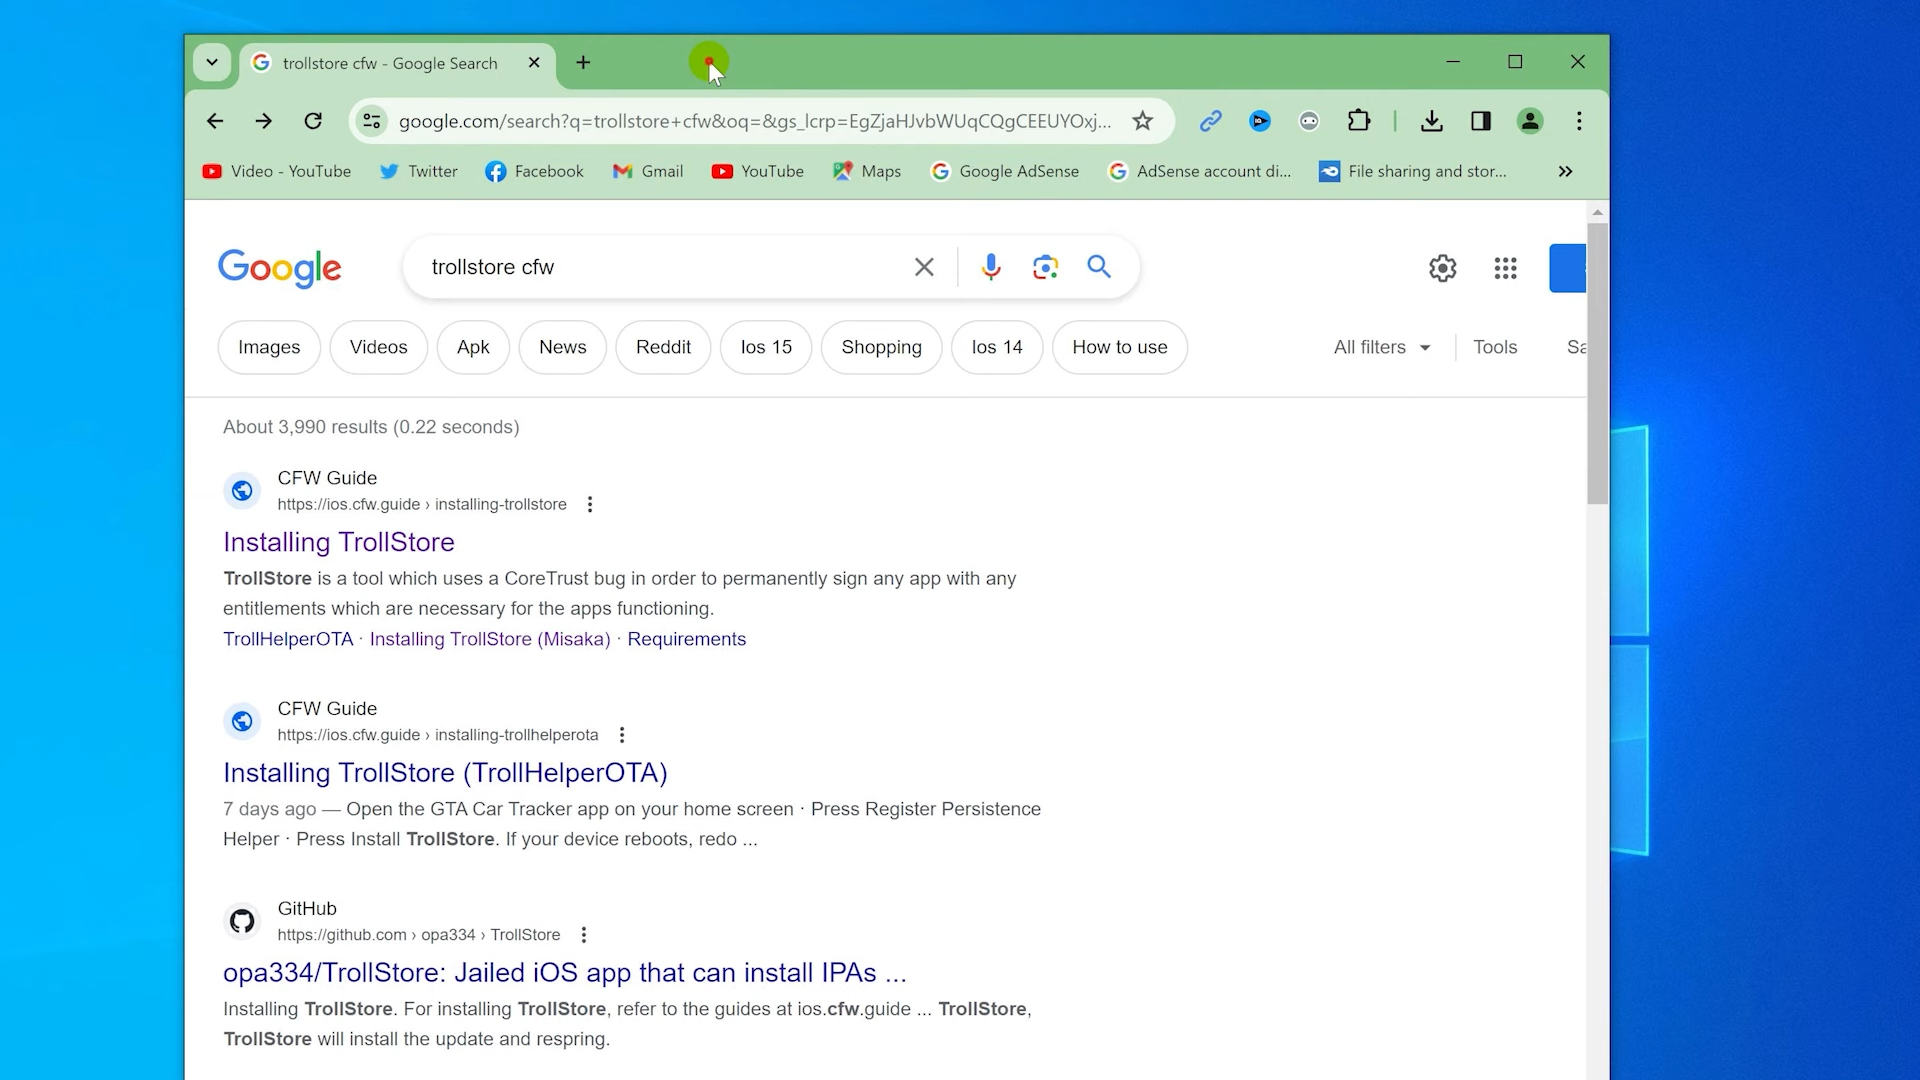 trollstore cfw - Google Search
google.com/search?q=trollstore+cfw&oq=&gs_lcrp=EgZjaHJvbWUqCQgCEEUYOxj...
Video - YouTube Twitter Facebook Gmail YouTube Maps Google AdSense AdSense account di... File sharing and stor...
Google trollstore cfw
Images Videos Apk News Reddit Ios 15 Shopping Ios 14 How to use All filters Tools Sa
About 3,990 results (0.22 seconds)
CFW Guide
https://ios.cfw.guide › installing-trollstore
Installing TrollStore
TrollStore is a tool which uses a CoreTrust bug in order to permanently sign any app with any
entitlements which are necessary for the apps functioning.
TrollHelperOTA · Installing TrollStore (Misaka) · Requirements
CFW Guide
https://ios.cfw.guide › installing-trollhelperota
Installing TrollStore (TrollHelperOTA)
7 days ago — Open the GTA Car Tracker app on your home screen · Press Register Persistence
Helper · Press Install TrollStore. If your device reboots, redo ...
GitHub
https://github.com › opa334 › TrollStore
opa334/TrollStore: Jailed iOS app that can install IPAs ...
Installing TrollStore. For installing TrollStore, refer to the guides at ios.cfw.guide ... TrollStore,
TrollStore will install the update and respring.